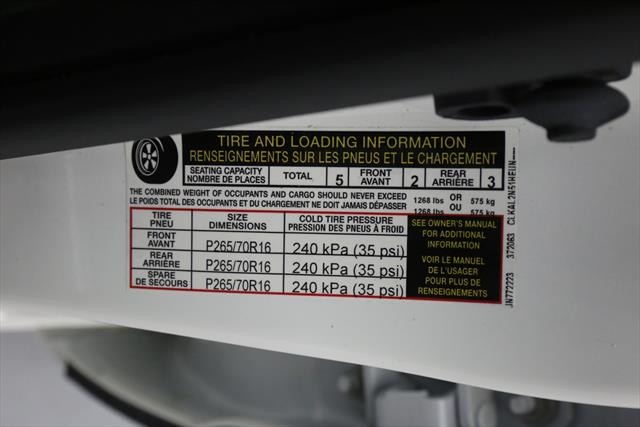 TIRE AND LOADING INFORMATION
RENSEIGNEMENTS SUR LES PNEUS ET LE CHARGEMENT
SEATING CAPACITY TOTAL 5 FRONT 2 REAR 3
NOMBRE DE PLACES AVANT ARRIÈRE
THE COMBINED WEIGHT OF OCCUPANTS AND CARGO SHOULD NEVER EXCEED 1268 lbs OR 575 kg
LE POIDS TOTAL DES OCCUPANTS ET DU CHARGEMENT NE DOIT JAMAIS DÉPASSER 1268 lbs OU 575 kg
TIRE SIZE COLD TIRE PRESSURE
PNEU DIMENSIONS PRESSION DES PNEUS À FROID
FRONT
AVANT P265/70R16 240 kPa (35 psi)
REAR
ARRIÈRE P265/70R16 240 kPa (35 psi)
SPARE
DE SECOURS P265/70R16 240 kPa (35 psi)
SEE OWNER'S MANUAL
FOR ADDITIONAL
INFORMATION
VOIR LE MANUEL
DE L'USAGER
POUR PLUS DE
RENSEIGNEMENTS
JN772223 372063